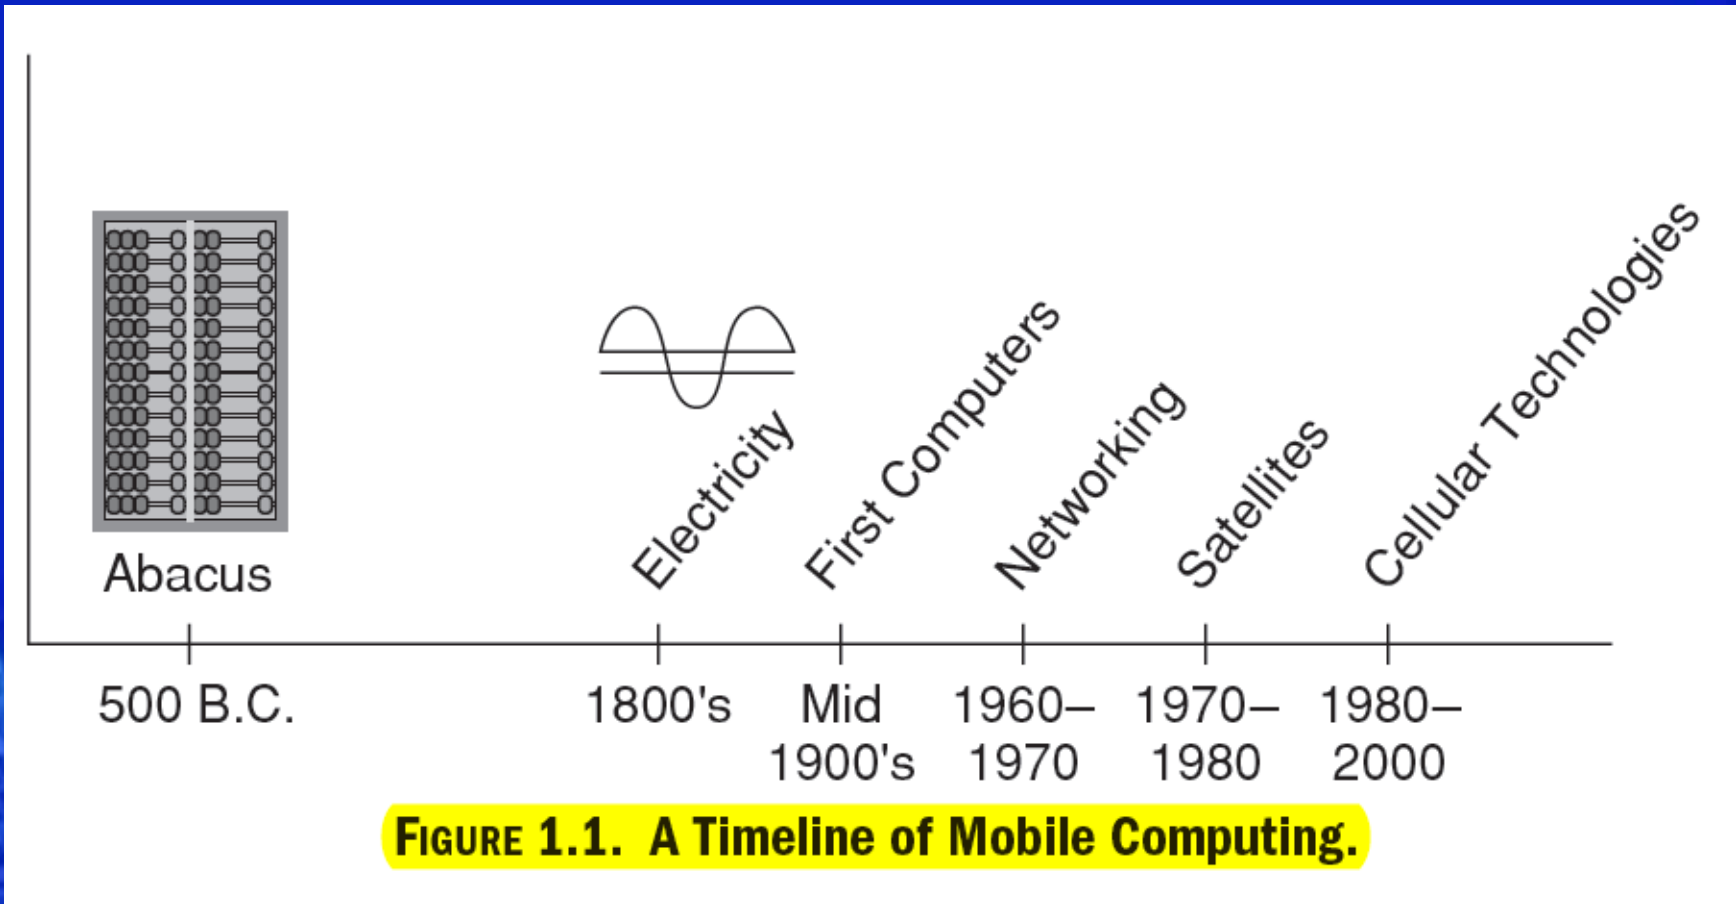 Abacus
Electricity
First Computers
Networking
Satellites
Cellular Technologies
500 B.C.
1800's
Mid
1900's
1960–
1970
1970–
1980
1980–
2000
FIGURE 1.1. A Timeline of Mobile Computing.